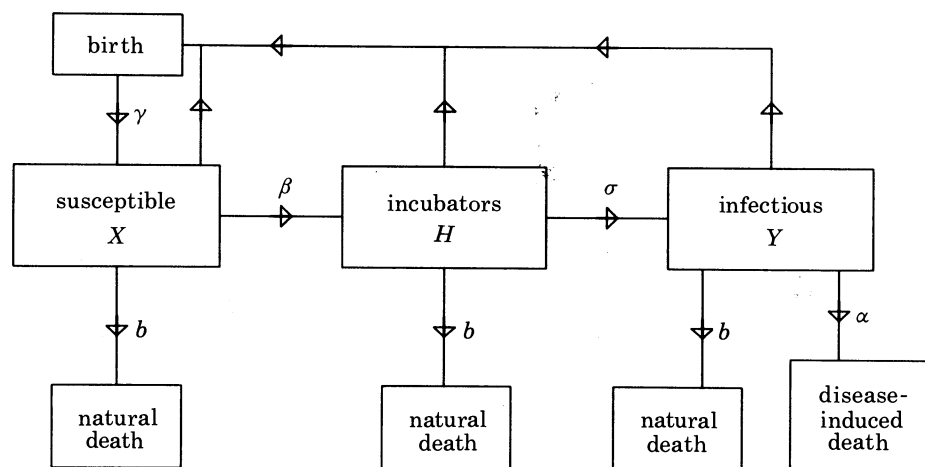 birth
γ
susceptible
X
β
incubators
H
σ
infectious
Y
b
b
b
α
natural
death
natural
death
natural
death
disease-
induced
death